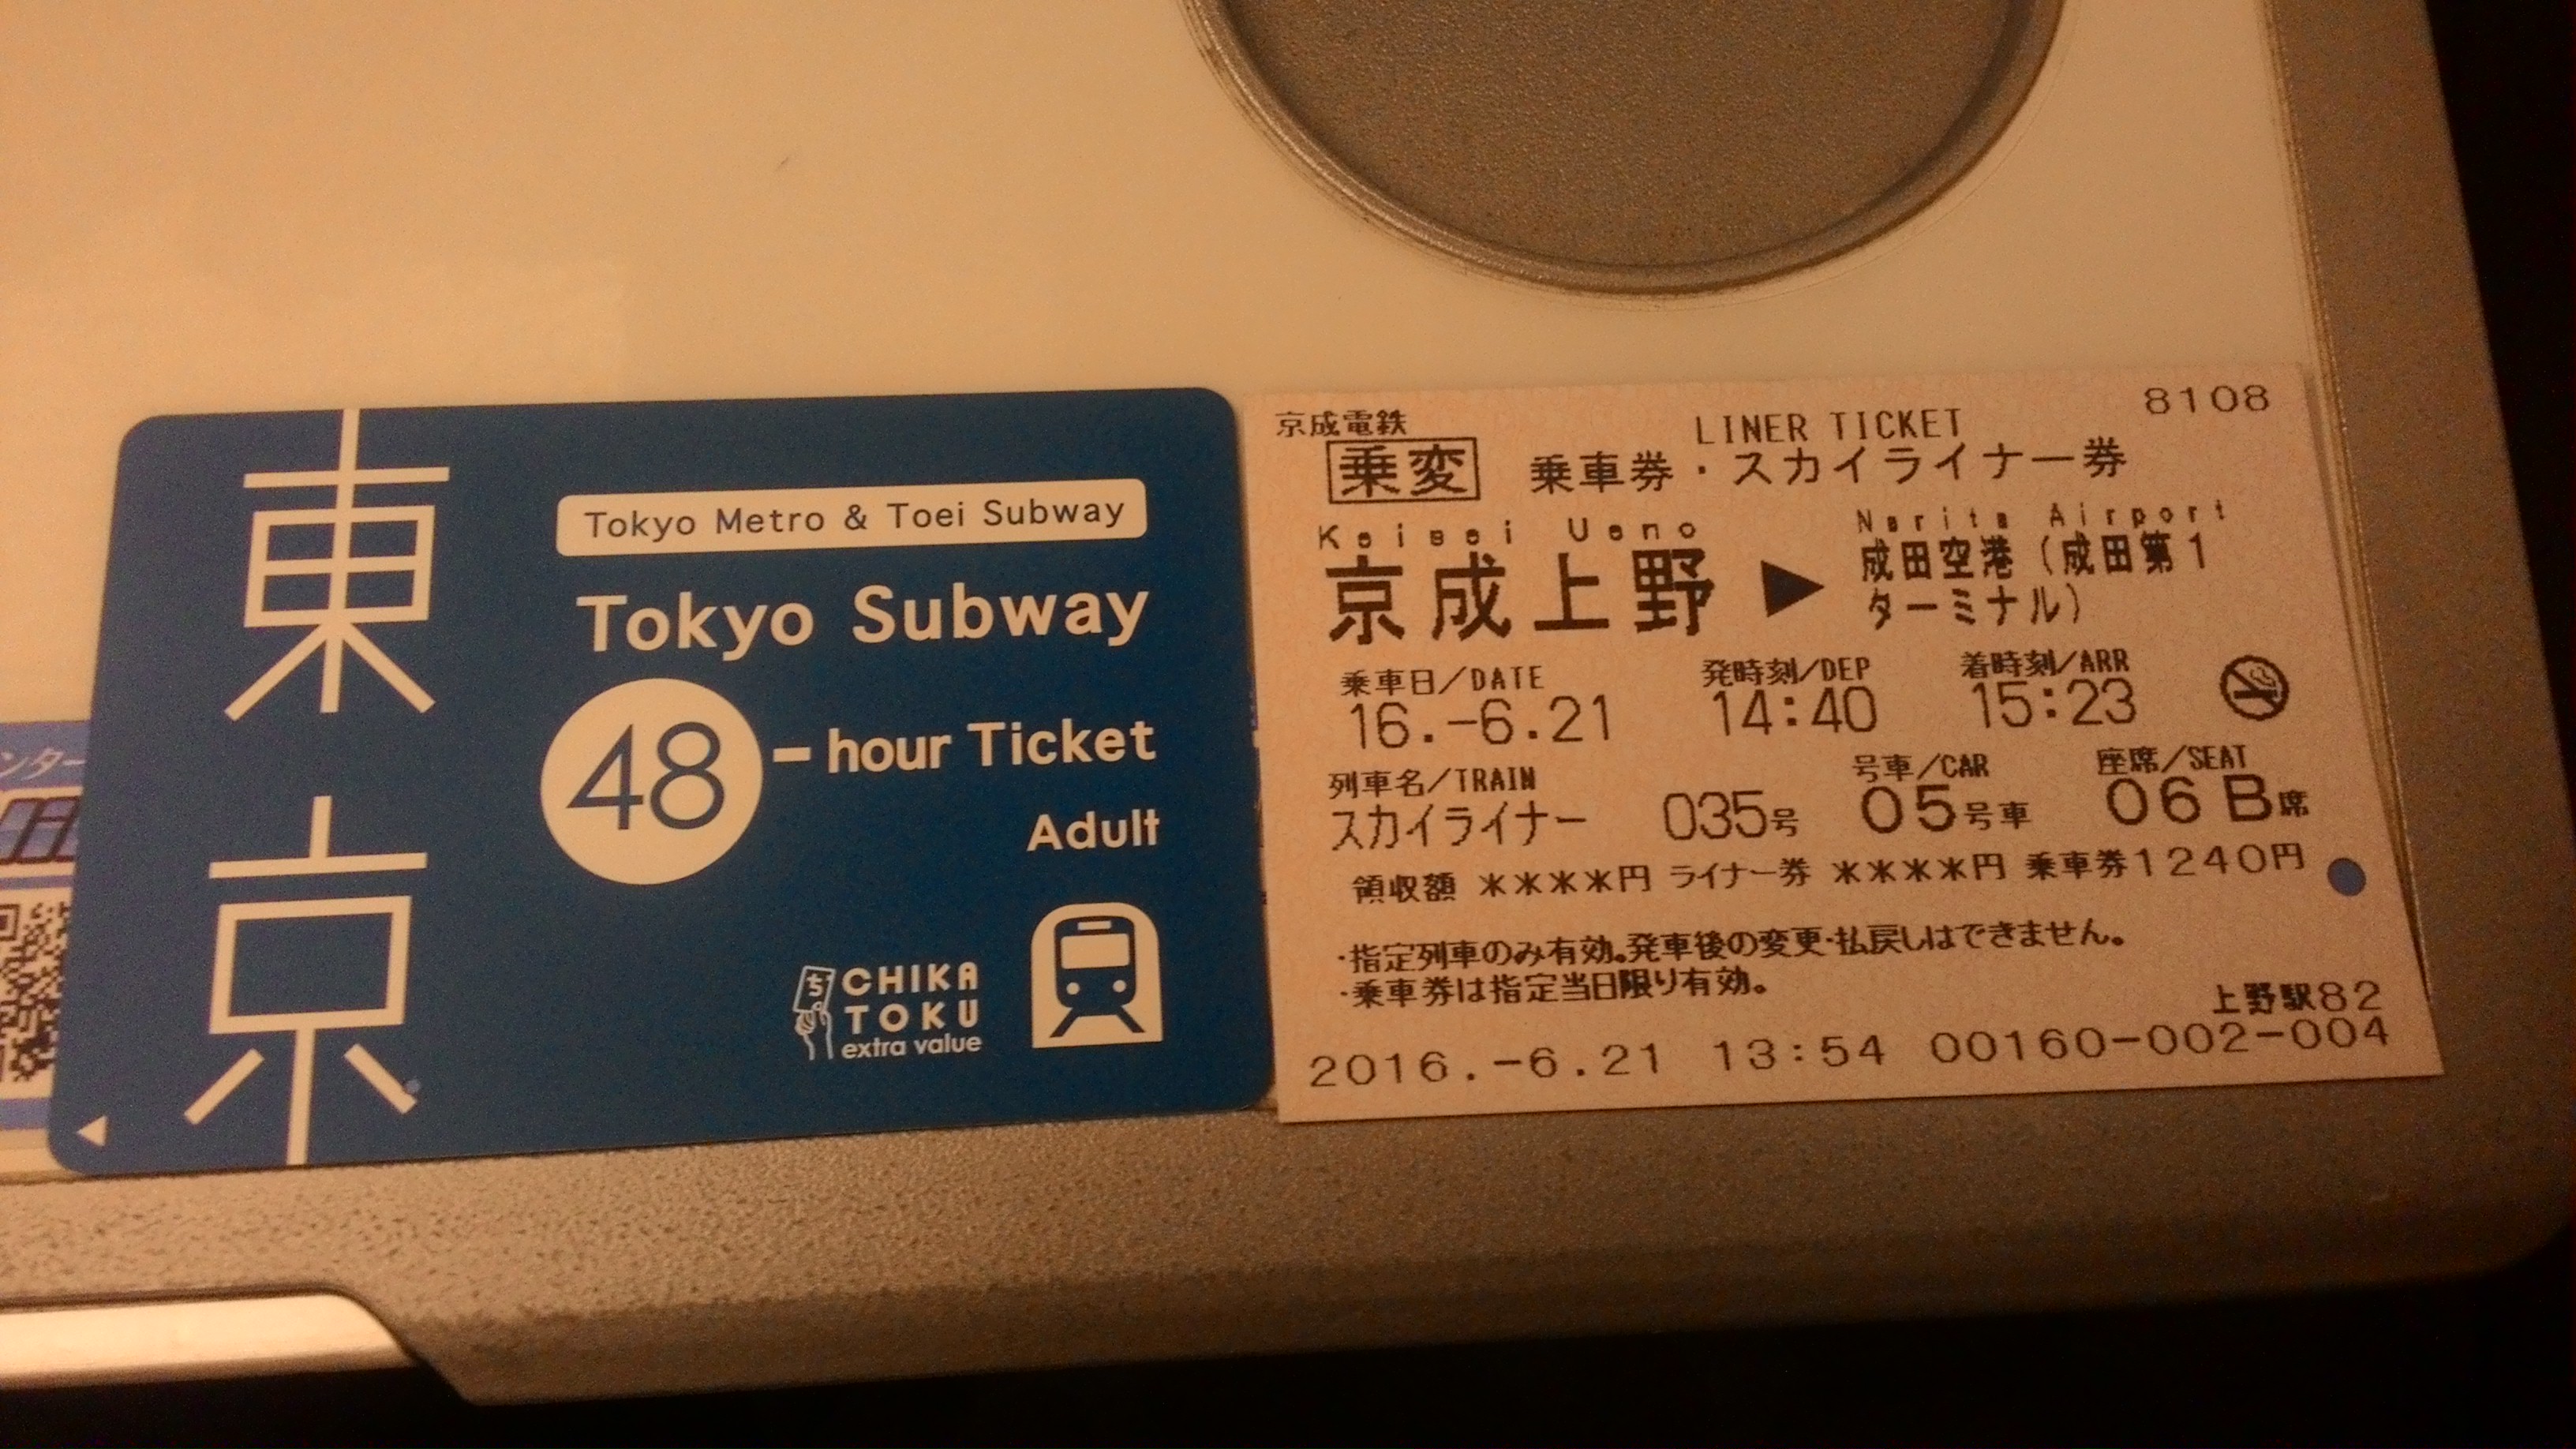 東京
Tokyo Metro & Toei Subway
Tokyo Subway
48-hour Ticket
Adult
ち
CHIKA
TOKU
extra value
ンター
8108
京成電鉄
LINER TICKET
乗変 乗車券・スカイライナー券
Keisei Ueno Narita Airport
京成上野 ▶ 成田空港(成田第1
ターミナル)
乗車日/DATE 発時刻/DEP 着時刻/ARR
16.-6.21 14:40 15:23
列車名/TRAIN 号車/CAR 座席/SEAT
スカイライナー 035号 05号車 06 B席
領収額 ****円 ライナー券 ****円 乗車券1240円
・指定列車のみ有効。発車後の変更・払戻しはできません。
・乗車券は指定当日限り有効。
上野駅82
2016.-6.21 13:54 00160-002-004